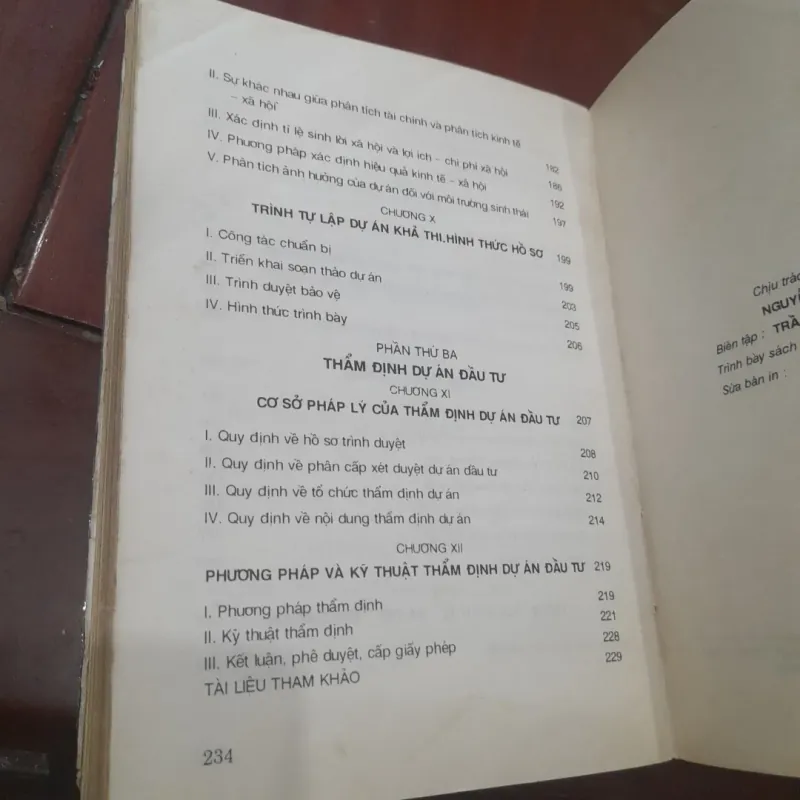 II. Sự khác nhau giữa phân tích tài chính và phân tích kinh tế
– xã hội 182
III. Xác định tỉ lệ sinh lời xã hội và lợi ích – chi phí xã hội 186
IV. Phương pháp xác định hiệu quả kinh tế – xã hội 192
V. Phân tích ảnh hưởng của dự án đối với môi trường sinh thái 197
CHƯƠNG X
TRÌNH TỰ LẬP DỰ ÁN KHẢ THI.HÌNH THỨC HỒ SƠ 199
I. Công tác chuẩn bị 199
II. Triển khai soạn thảo dự án 203
III. Trình duyệt bảo vệ 205
IV. Hình thức trình bày 206
PHẦN THỨ BA
THẨM ĐỊNH DỰ ÁN ĐẦU TƯ
CHƯƠNG XI
CƠ SỞ PHÁP LÝ CỦA THẨM ĐỊNH DỰ ÁN ĐẦU TƯ 207
I. Quy định về hồ sơ trình duyệt 208
II. Quy định về phân cấp xét duyệt dự án đầu tư 210
III. Quy định về tổ chức thẩm định dự án 212
IV. Quy định về nội dung thẩm định dự án 214
CHƯƠNG XII
PHƯƠNG PHÁP VÀ KỸ THUẬT THẨM ĐỊNH DỰ ÁN ĐẦU TƯ 219
I. Phương pháp thẩm định 219
II. Kỹ thuật thẩm định 221
III. Kết luận, phê duyệt, cấp giấy phép 228
TÀI LIỆU THAM KHẢO 229
234
Chịu
Biên tập :
Trình bày sách
Sửa bản in :